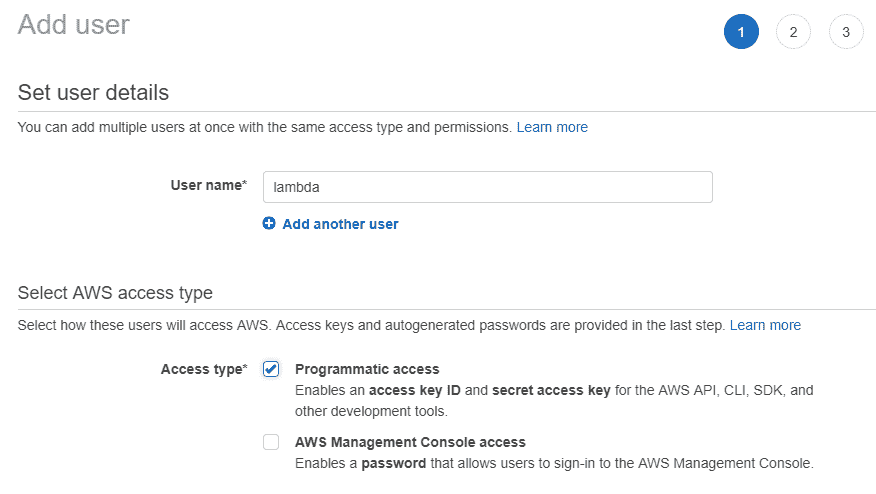 Add user
1 2 3
Set user details
You can add multiple users at once with the same access type and permissions. Learn more
User name* lambda
Add another user
Select AWS access type
Select how these users will access AWS. Access keys and autogenerated passwords are provided in the last step. Learn more
Access type* Programmatic access
Enables an access key ID and secret access key for the AWS API, CLI, SDK, and
other development tools.
AWS Management Console access
Enables a password that allows users to sign-in to the AWS Management Console.